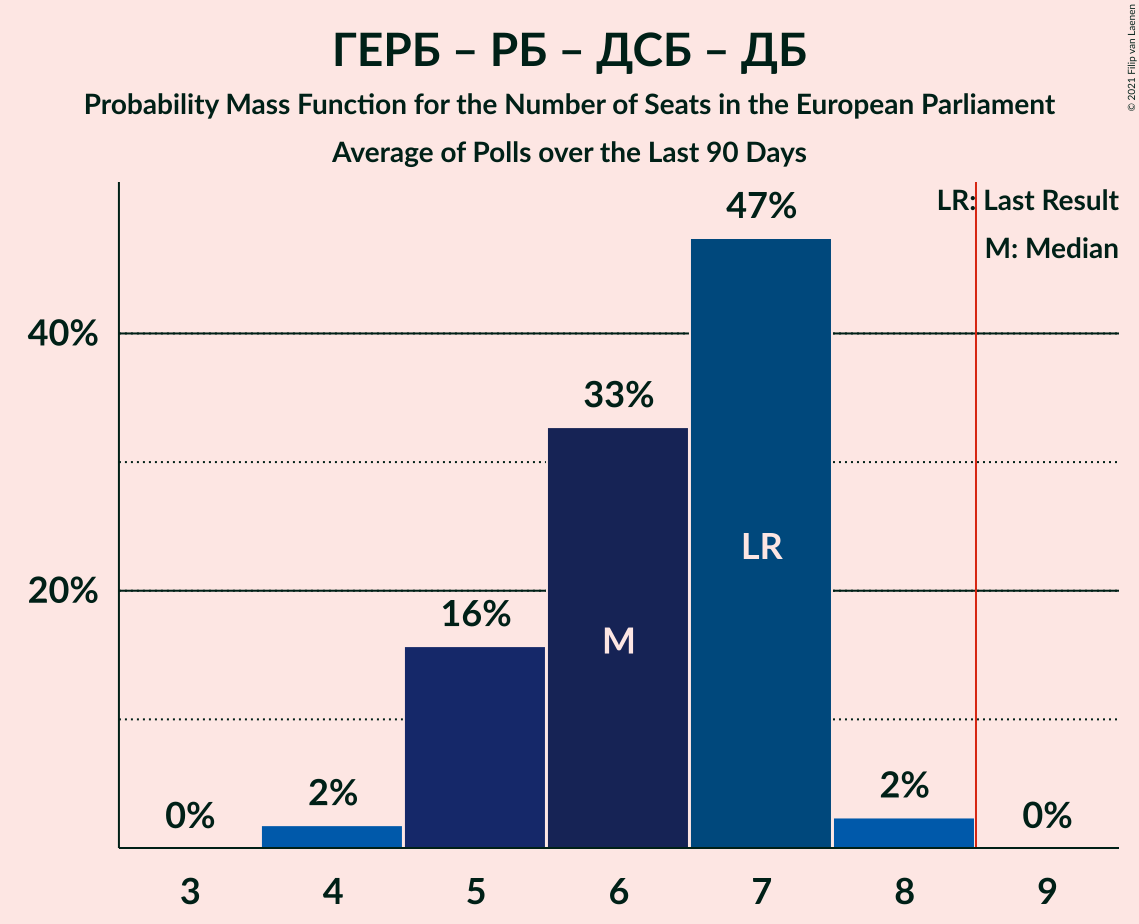 ГЕРБ – РБ – ДСБ – ДБ
Probability Mass Function for the Number of Seats in the European Parliament
Average of Polls over the Last 90 Days
© 2021 Filip van Laenen
LR: Last Result
M: Median
40%
20%
0%
2%
16%
33%
47%
2%
0%
M
LR
3 4 5 6 7 8 9